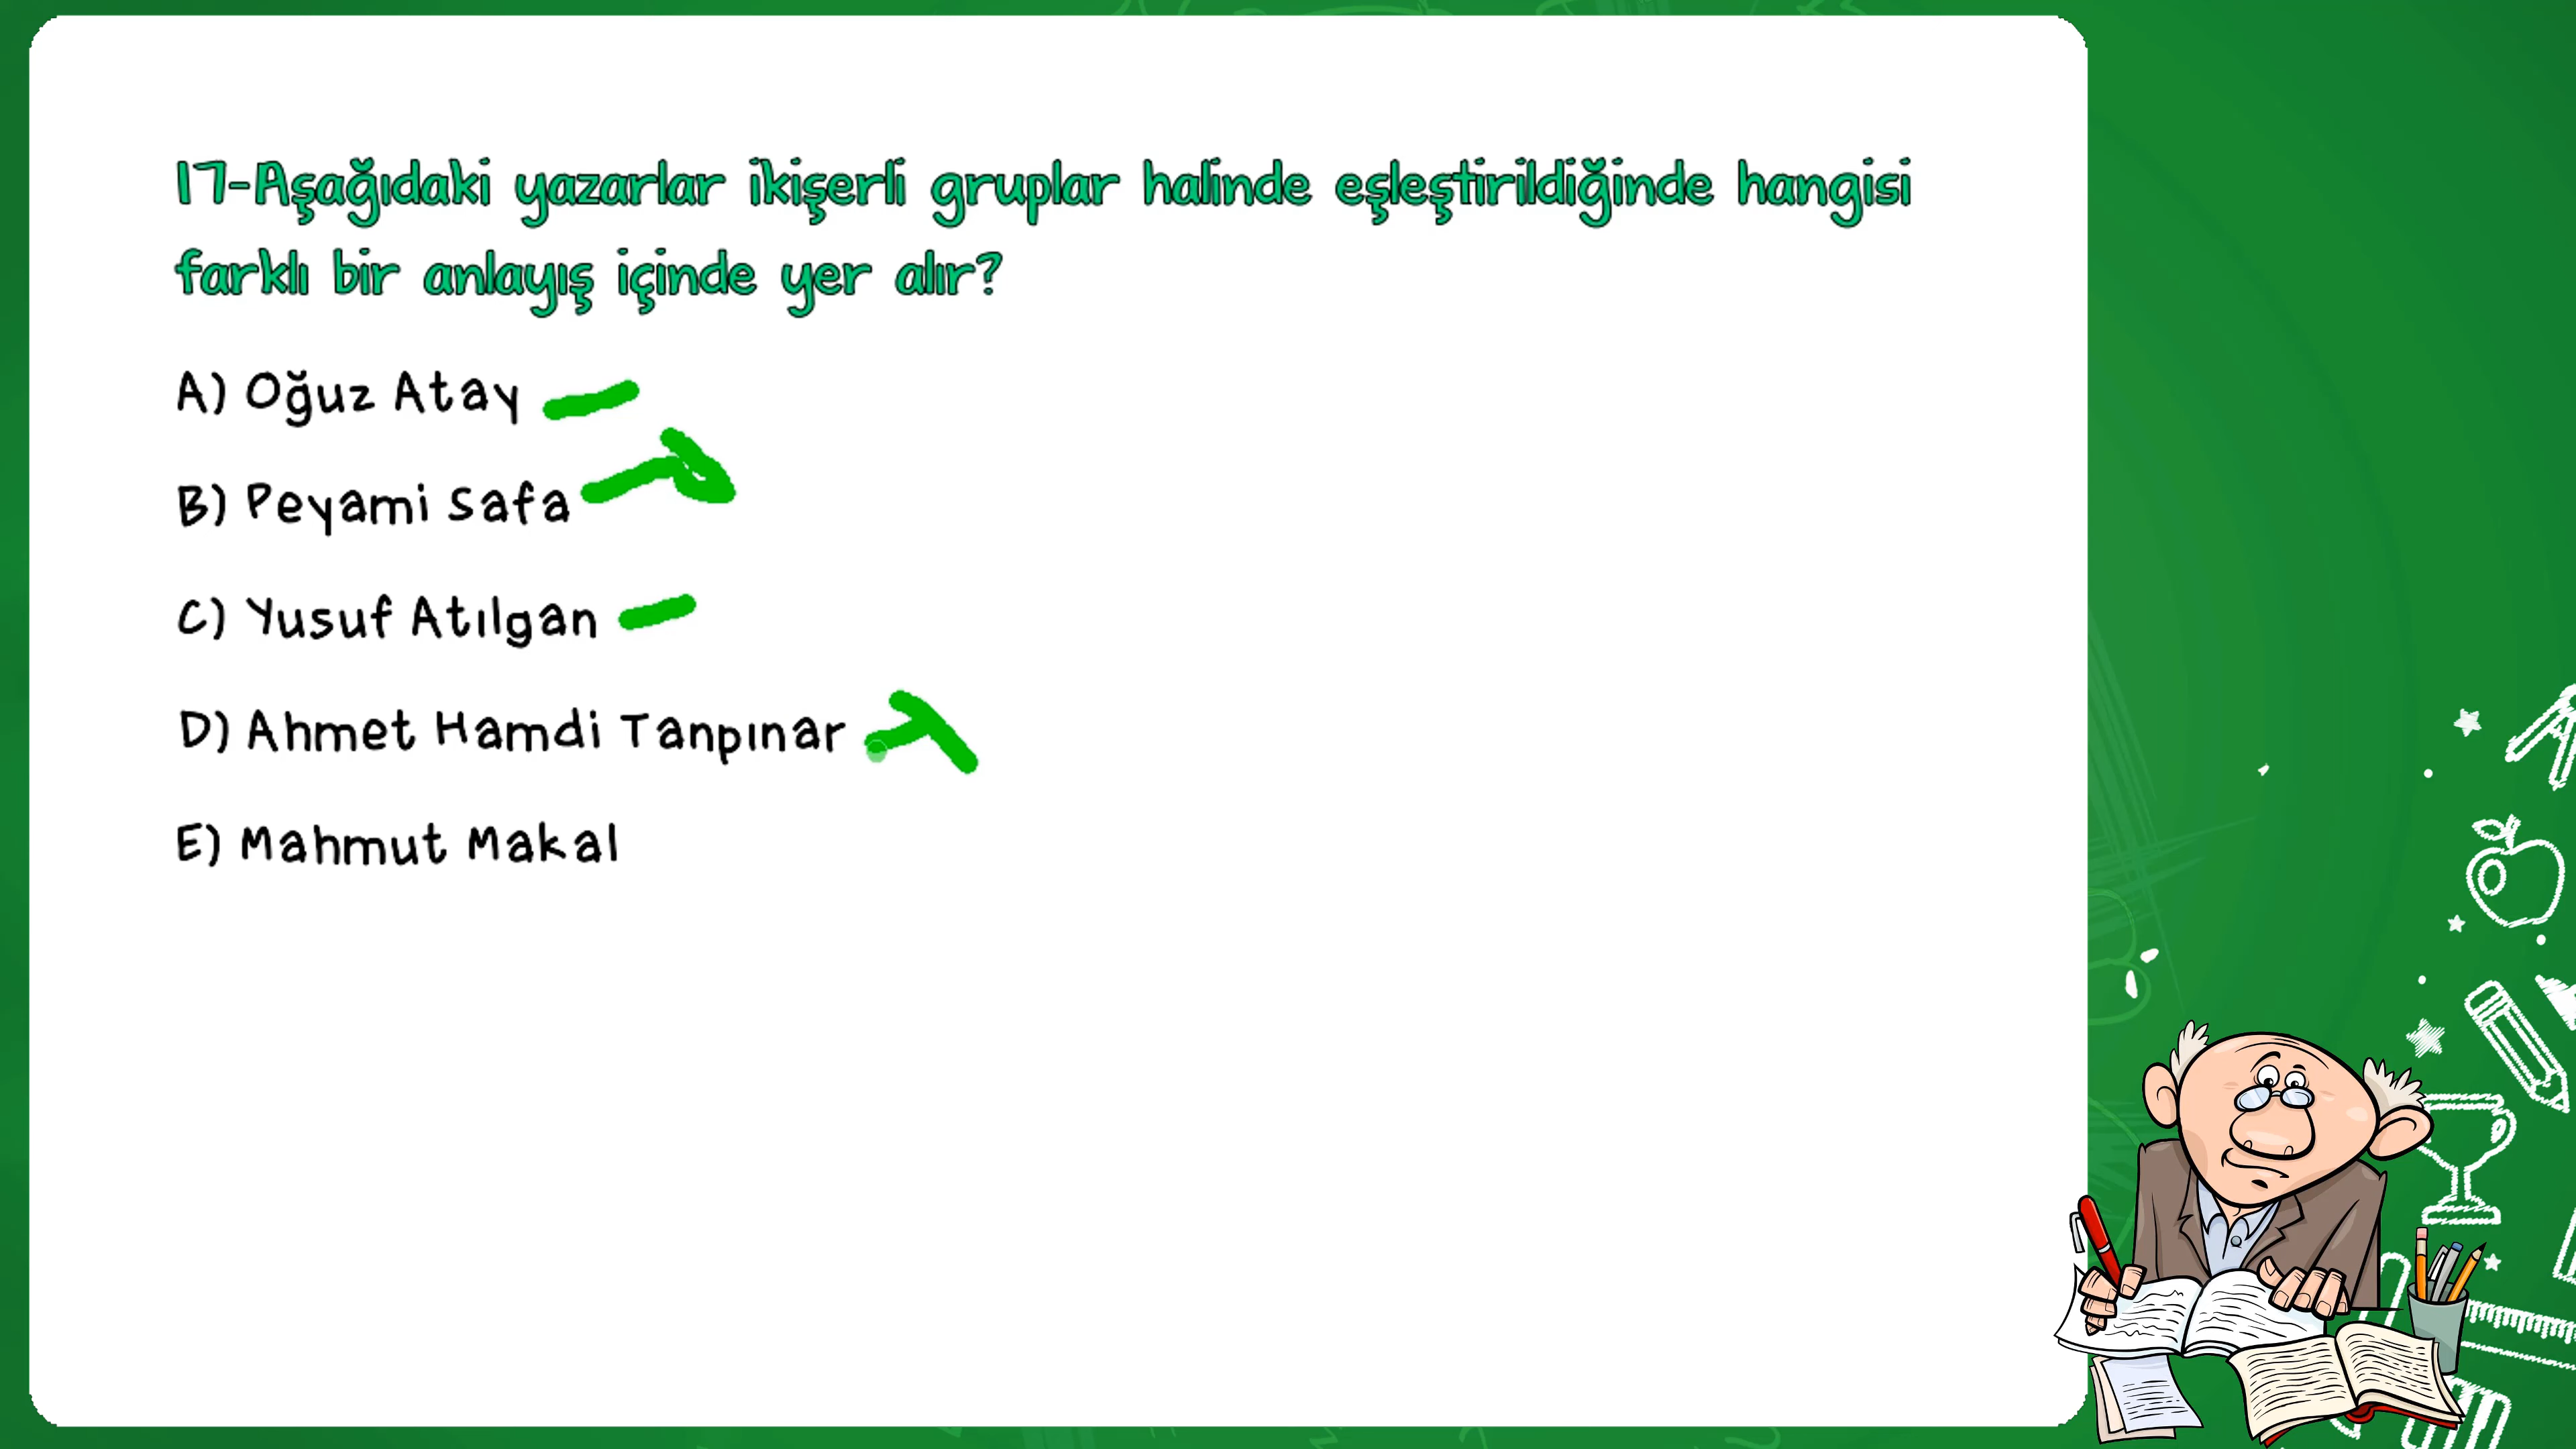 17-Aşağıdaki yazarlar ikişerli gruplar halinde eşleştirildiğinde hangisi
farklı bir anlayış içinde yer alır?
A) Oğuz Atay
B) Peyami Safa
C) Yusuf Atılgan
D) Ahmet Hamdi Tanpınar
E) Mahmut Makal